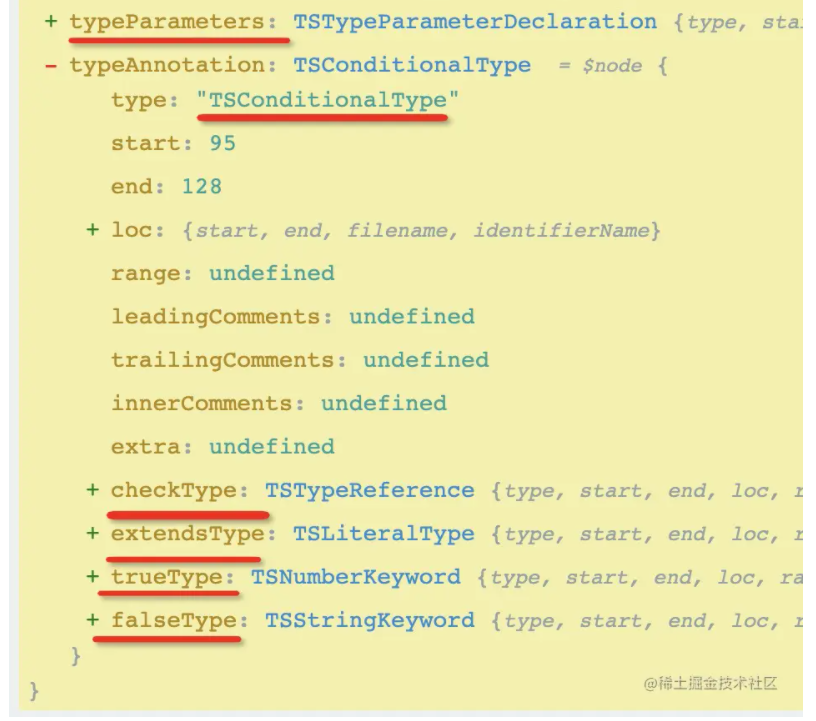 + typeParameters: TSTypeParameterDeclaration {type, sta
- typeAnnotation: TSConditionalType = $node {
type: "TSConditionalType"
start: 95
end: 128
+ loc: {start, end, filename, identifierName}
range: undefined
leadingComments: undefined
trailingComments: undefined
innerComments: undefined
extra: undefined
+ checkType: TSTypeReference {type, start, end, loc, r
+ extendsType: TSLiteralType {type, start, end, loc, r
+ trueType: TSNumberKeyword {type, start, end, loc, ra
+ falseType: TSStringKeyword {type, start, end, loc, r
}
}
@稀土掘金技术社区